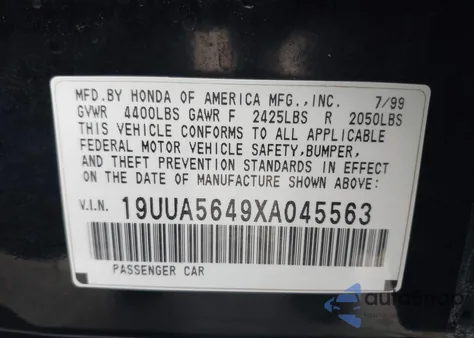 MFD.BY HONDA OF AMERICA MFG.,INC. 7/99
GVWR 4400LBS GAWR F 2425LBS R 2050LBS
THIS VEHICLE CONFORMS TO ALL APPLICABLE
FEDERAL MOTOR VEHICLE SAFETY,BUMPER,
AND THEFT PREVENTION STANDARDS IN EFFECT
ON THE DATE OF MANUFACTURE SHOWN ABOVE:
V.I.N. 19UUA5649XA045563
PASSENGER CAR
autoSnap